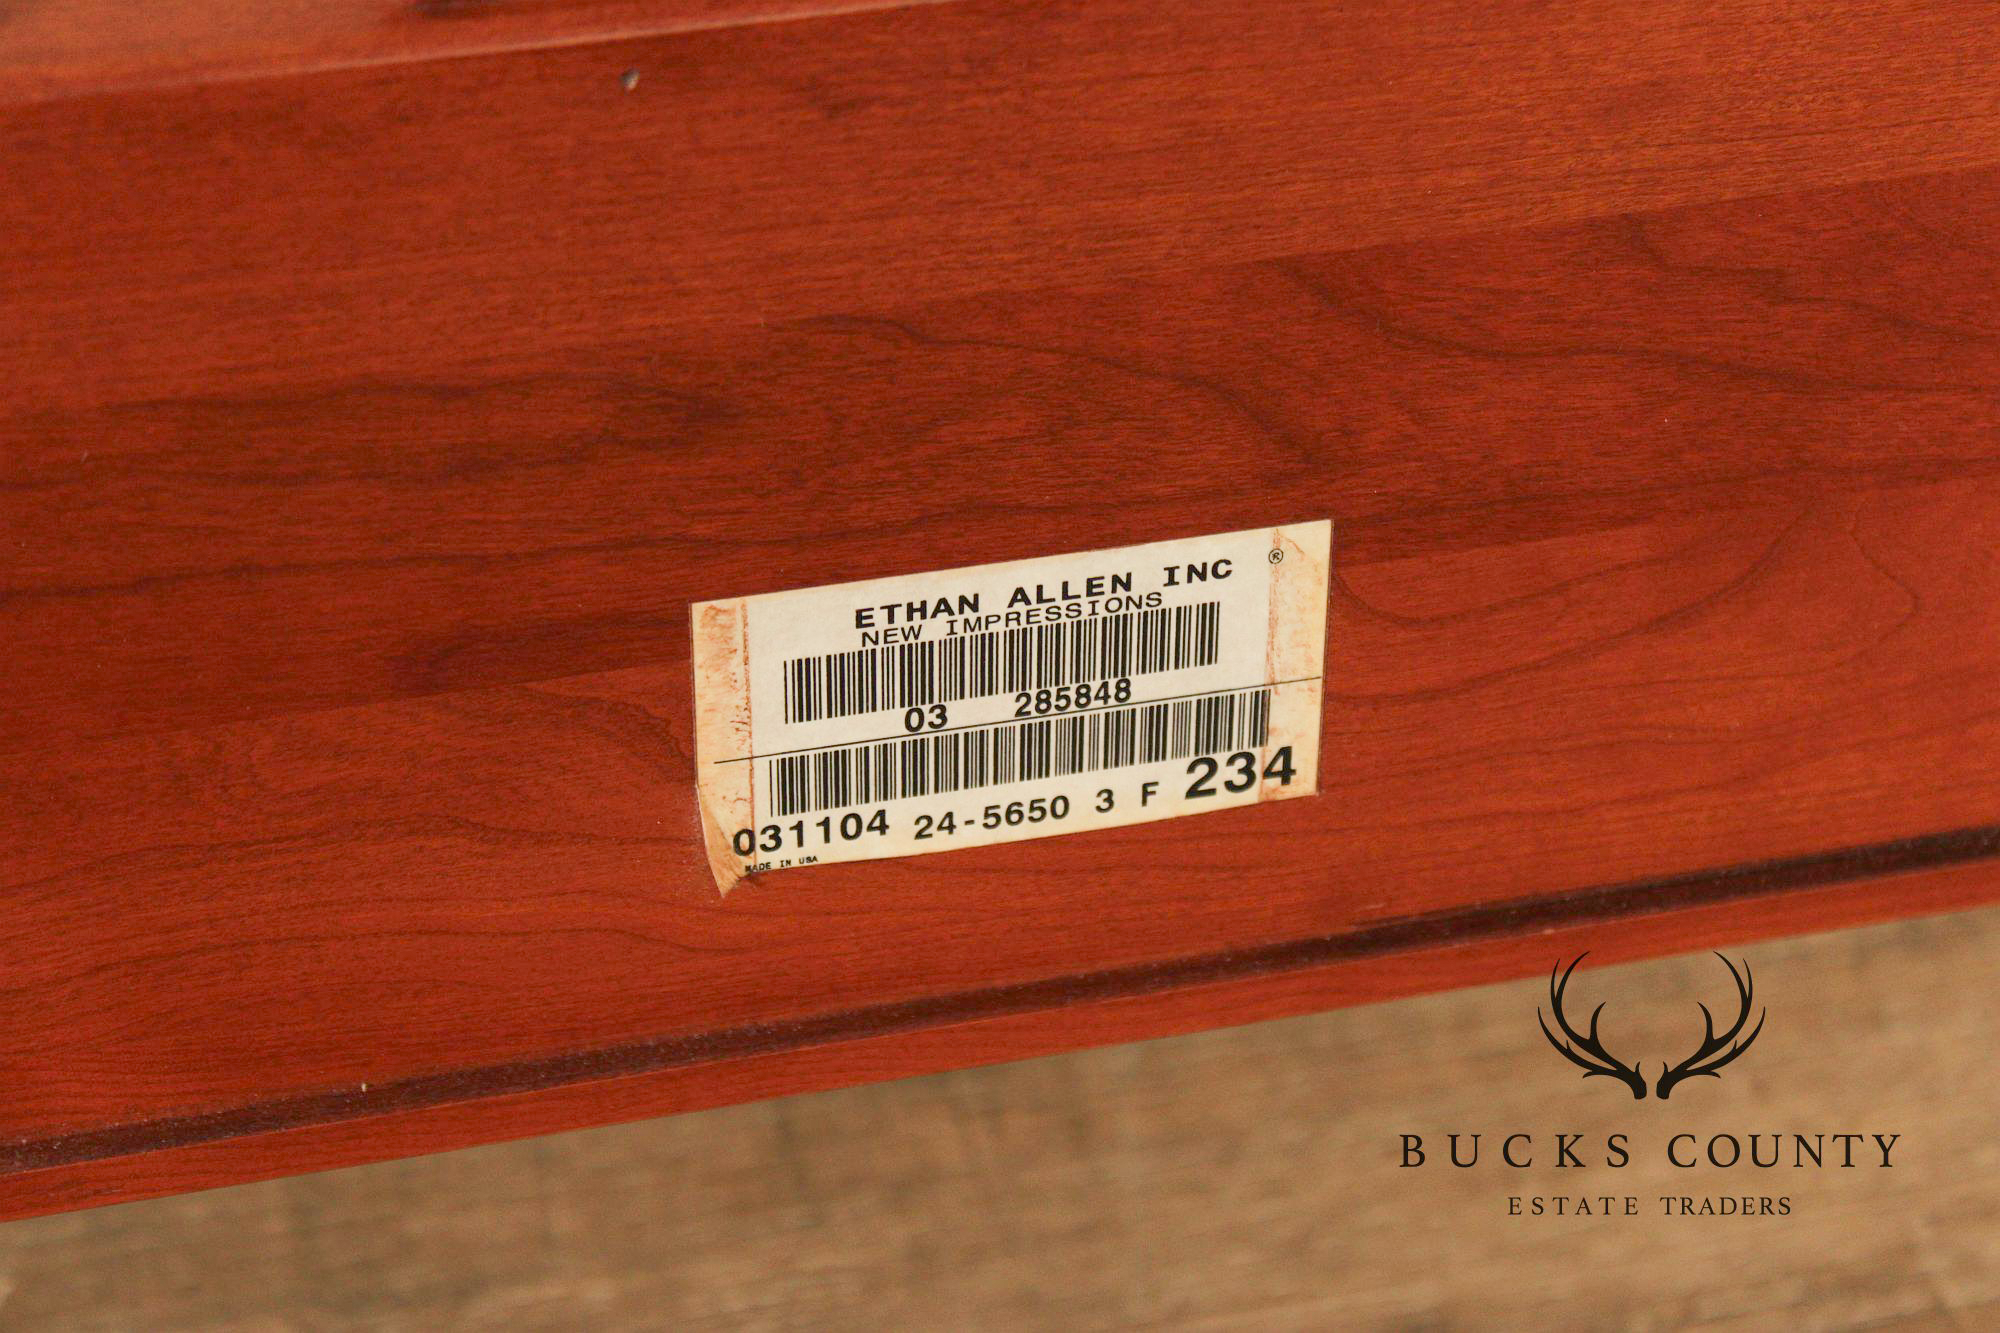 ETHAN ALLEN INC ®
NEW IMPRESSIONS
03 285848
031104 24-5650 3 F 234
MADE IN USA
BUCKS COUNTY
ESTATE TRADERS